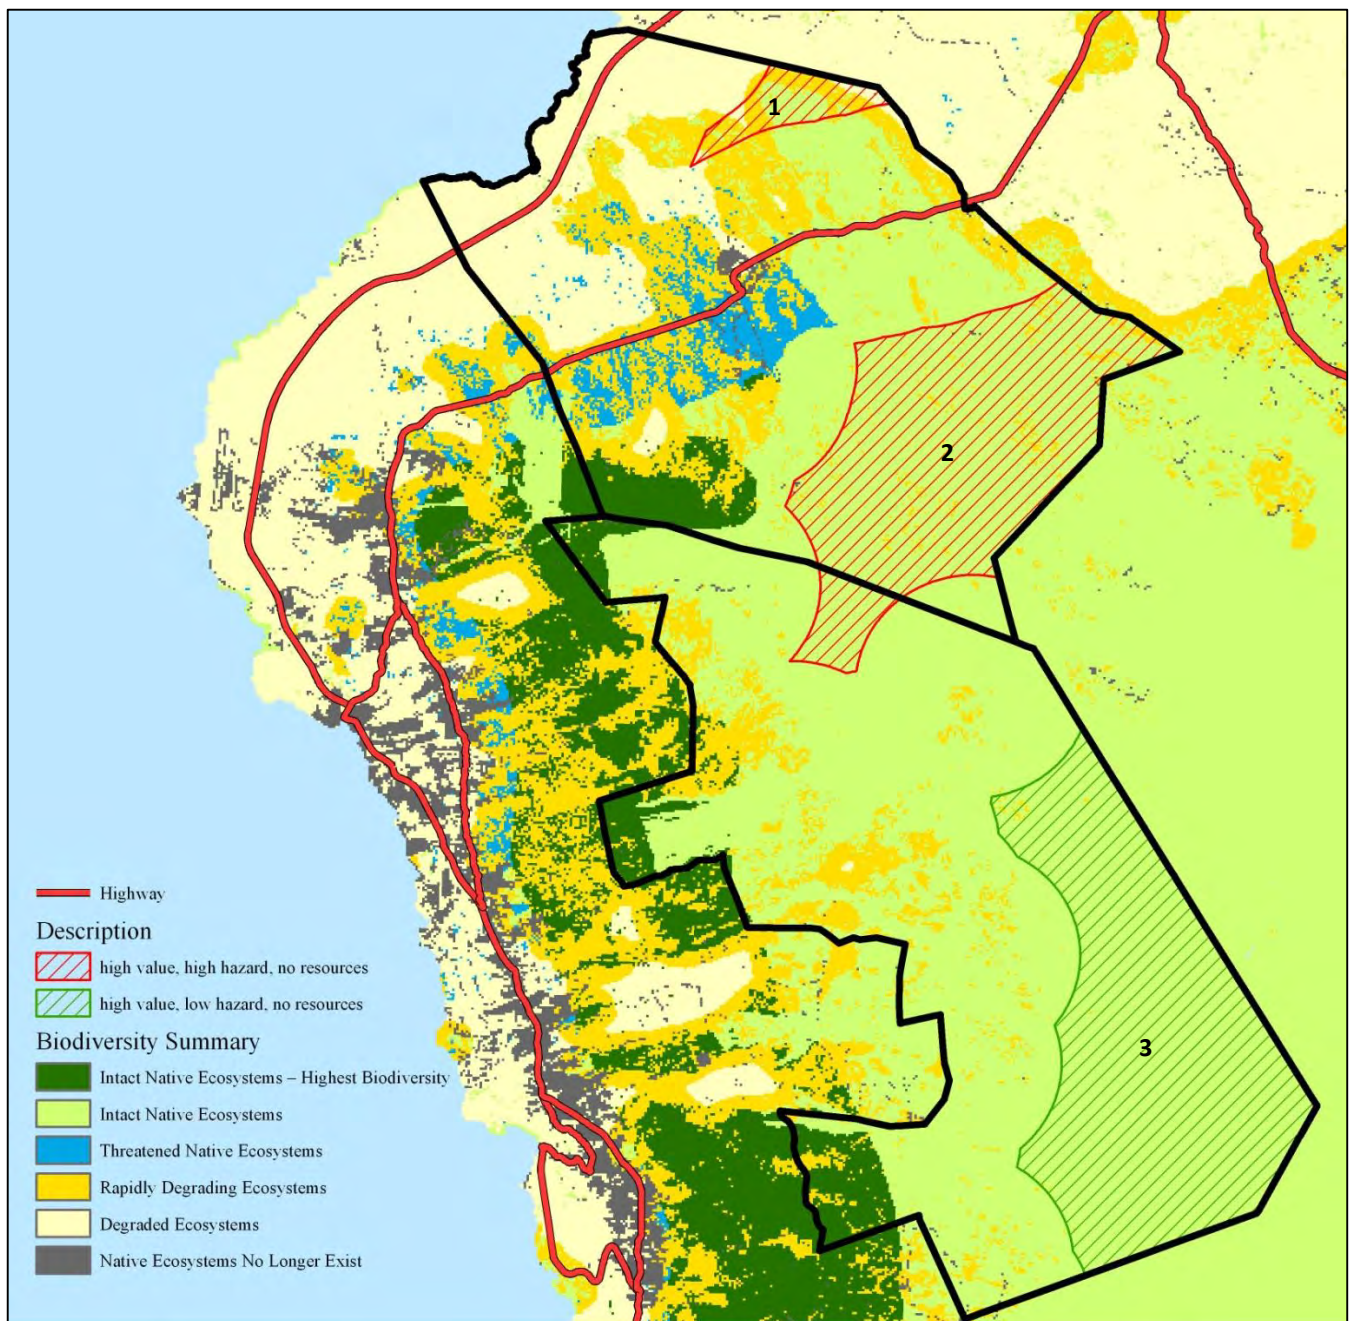 1
2
3
Highway
Description
high value, high hazard, no resources
high value, low hazard, no resources
Biodiversity Summary
Intact Native Ecosystems – Highest Biodiversity
Intact Native Ecosystems
Threatened Native Ecosystems
Rapidly Degrading Ecosystems
Degraded Ecosystems
Native Ecosystems No Longer Exist